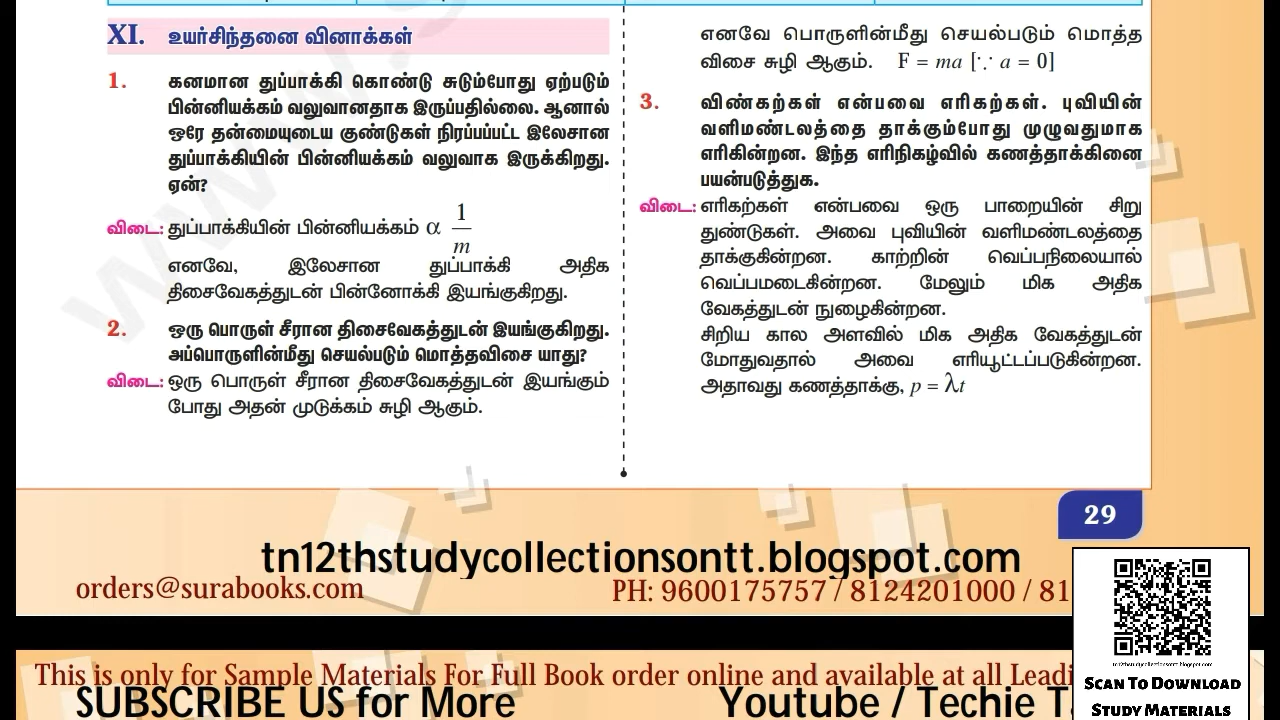 XI. உயர்சிந்தனை வினாக்கள்
1. கனமான துப்பாக்கி கொண்டு சுடும்போது ஏற்படும்
பின்னியக்கம் வலுவானதாக இருப்பதில்லை. ஆனால்
ஒரே தன்மையுடைய குண்டுகள் நிரப்பப்பட்ட இலேசான
துப்பாக்கியின் பின்னியக்கம் வலுவாக இருக்கிறது.
ஏன்?
விடை: துப்பாக்கியின் பின்னியக்கம் α 1/m
எனவே, இலேசான துப்பாக்கி அதிக
திசைவேகத்துடன் பின்னோக்கி இயங்குகிறது.
2. ஒரு பொருள் சீரான திசைவேகத்துடன் இயங்குகிறது.
அப்பொருளின்மீது செயல்படும் மொத்தவிசை யாது?
விடை: ஒரு பொருள் சீரான திசைவேகத்துடன் இயங்கும்
போது அதன் முடுக்கம் சுழி ஆகும்.
எனவே பொருளின்மீது செயல்படும் மொத்த
விசை சுழி ஆகும். F = ma [∵ a = 0]
3. விண்கற்கள் என்பவை எரிகற்கள். புவியின்
வளிமண்டலத்தை தாக்கும்போது முழுவதுமாக
எரிகின்றன. இந்த எரிநிகழ்வில் கணத்தாக்கினை
பயன்படுத்துக.
விடை: எரிகற்கள் என்பவை ஒரு பாறையின் சிறு
துண்டுகள். அவை புவியின் வளிமண்டலத்தை
தாக்குகின்றன. காற்றின் வெப்பநிலையால்
வெப்பமடைகின்றன. மேலும் மிக அதிக
வேகத்துடன் நுழைகின்றன.
சிறிய கால அளவில் மிக அதிக வேகத்துடன்
மோதுவதால் அவை எரியூட்டப்படுகின்றன.
அதாவது கணத்தாக்கு, p = λt
29
tn12thstudycollectionsontt.blogspot.com
orders@surabooks.com PH: 9600175757 / 8124201000 / 81
tn12thstudycollectionsontt.blogspot.com
This is only for Sample Materials For Full Book order online and available at all Leadi
SUBSCRIBE US for More Youtube / Techie T
SCAN TO DOWNLOAD
STUDY MATERIALS